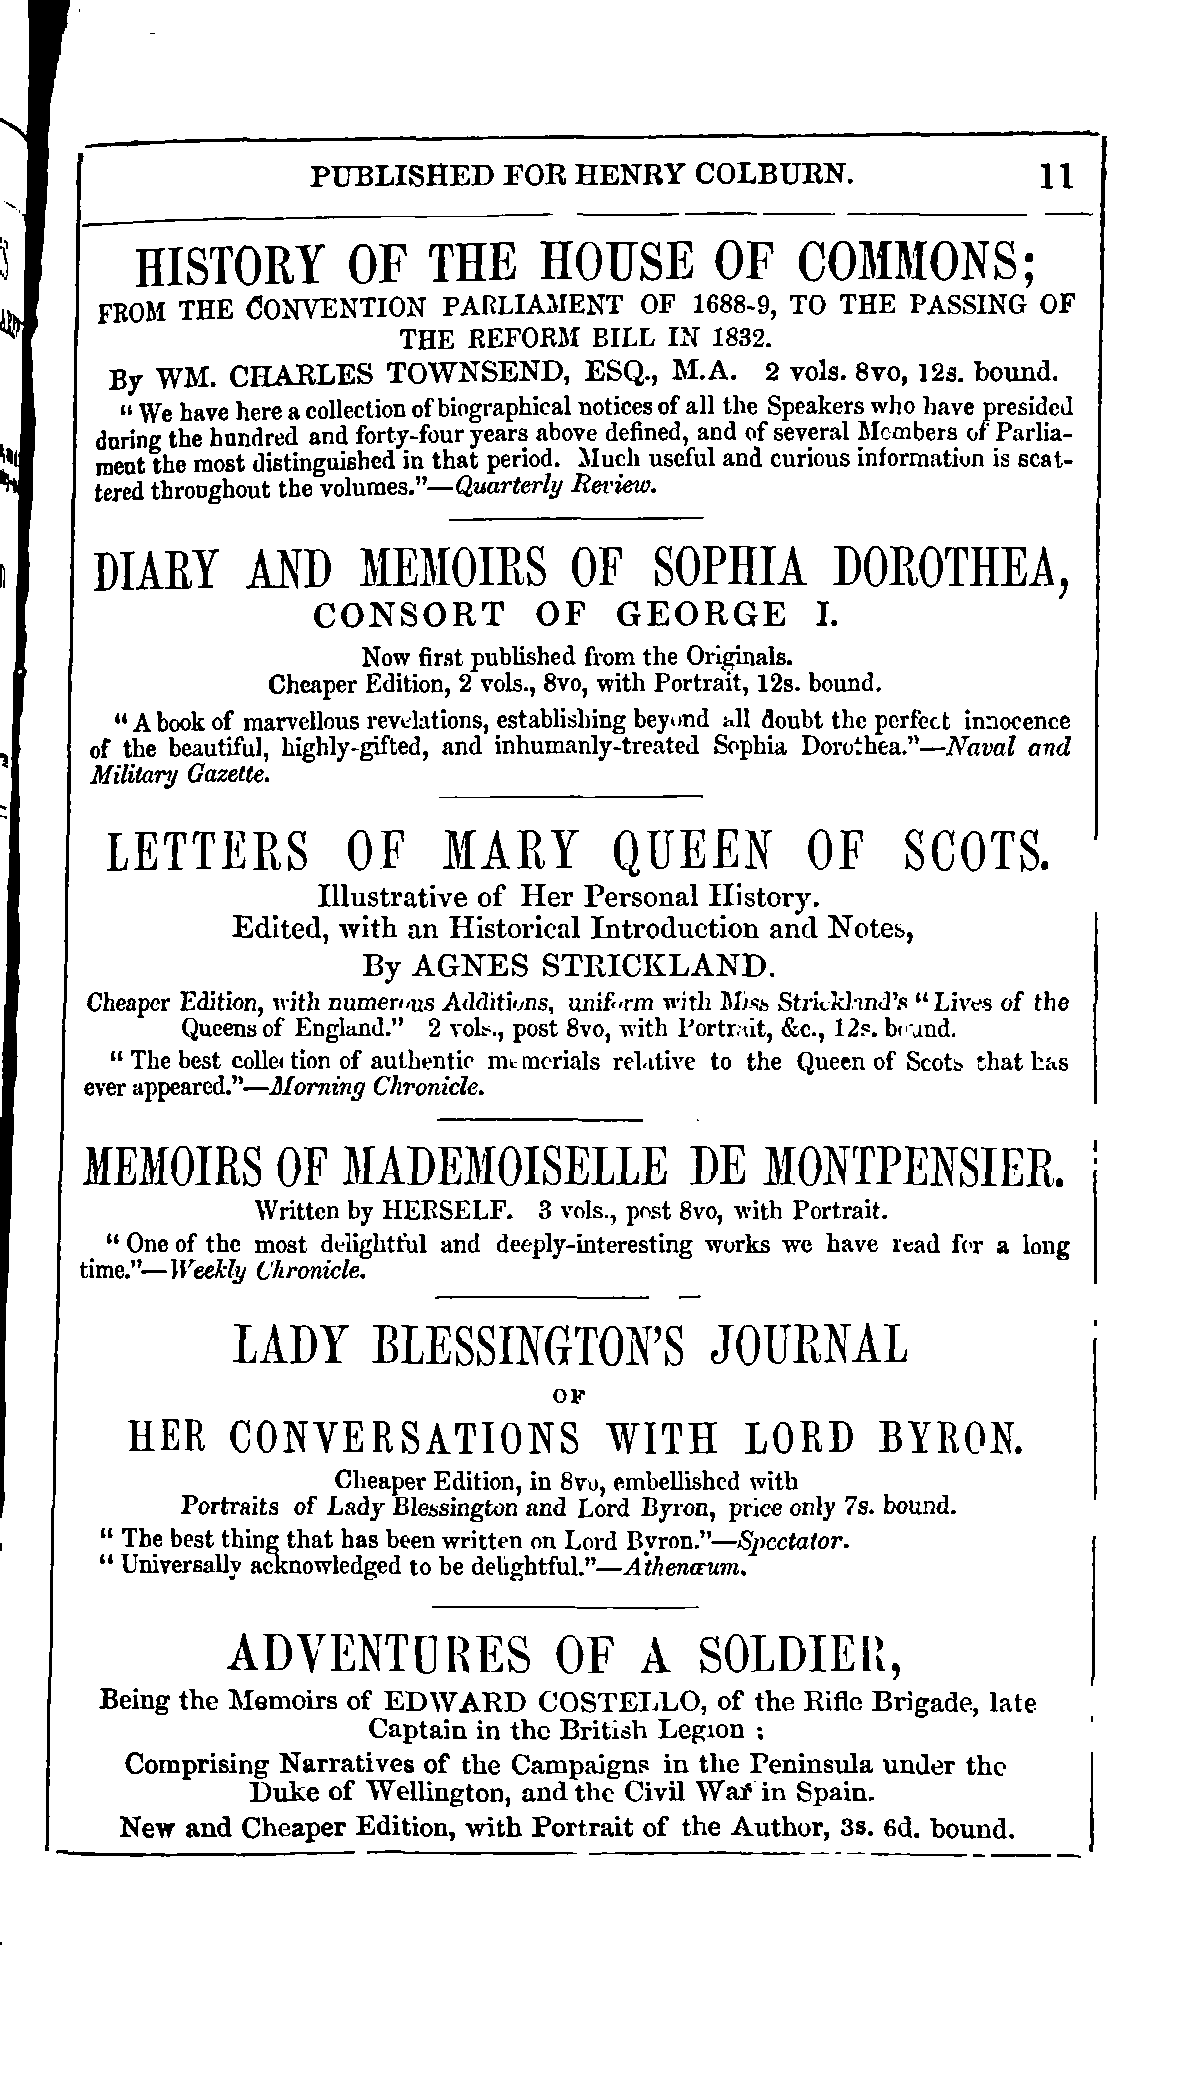 PUBLISHED FOR HENRY COLBURN. 11
HISTORY OF THE HOUSE OF COMMONS;
FROM THE CONVENTION PARLIAMENT OF 1688-9, TO THE PASSING OF
THE REFORM BILL IN 1832.
By WM. CHARLES TOWNSEND, ESQ., M.A. 2 vols. 8vo, 12s. bound.
“We have here a collection of biographical notices of all the Speakers who have presided
during the hundred and forty-four years above defined, and of several Members of Parlia-
ment the most distinguished in that period. Much useful and curious information is scat-
tered throughout the volumes.”—Quarterly Review.
DIARY AND MEMOIRS OF SOPHIA DOROTHEA,
CONSORT OF GEORGE I.
Now first published from the Originals.
Cheaper Edition, 2 vols., 8vo, with Portrait, 12s. bound.
“A book of marvellous revelations, establishing beyond all doubt the perfect innocence
of the beautiful, highly-gifted, and inhumanly-treated Sophia Dorothea.”—Naval and
Military Gazette.
LETTERS OF MARY QUEEN OF SCOTS.
Illustrative of Her Personal History.
Edited, with an Historical Introduction and Notes,
By AGNES STRICKLAND.
Cheaper Edition, with numerous Additions, uniform with Miss Strickland’s “Lives of the
Queens of England.” 2 vols., post 8vo, with Portrait, &c., 12s. bound.
“The best collection of authentic memorials relative to the Queen of Scots that has
ever appeared.”—Morning Chronicle.
MEMOIRS OF MADEMOISELLE DE MONTPENSIER.
Written by HERSELF. 3 vols., post 8vo, with Portrait.
“One of the most delightful and deeply-interesting works we have read for a long
time.”—Weekly Chronicle.
LADY BLESSINGTON’S JOURNAL
OF
HER CONVERSATIONS WITH LORD BYRON.
Cheaper Edition, in 8vo, embellished with
Portraits of Lady Blessington and Lord Byron, price only 7s. bound.
“The best thing that has been written on Lord Byron.”—Spectator.
“Universally acknowledged to be delightful.”—Athenæum.
ADVENTURES OF A SOLDIER,
Being the Memoirs of EDWARD COSTELLO, of the Rifle Brigade, late
Captain in the British Legion ;
Comprising Narratives of the Campaigns in the Peninsula under the
Duke of Wellington, and the Civil War in Spain.
New and Cheaper Edition, with Portrait of the Author, 3s. 6d. bound.